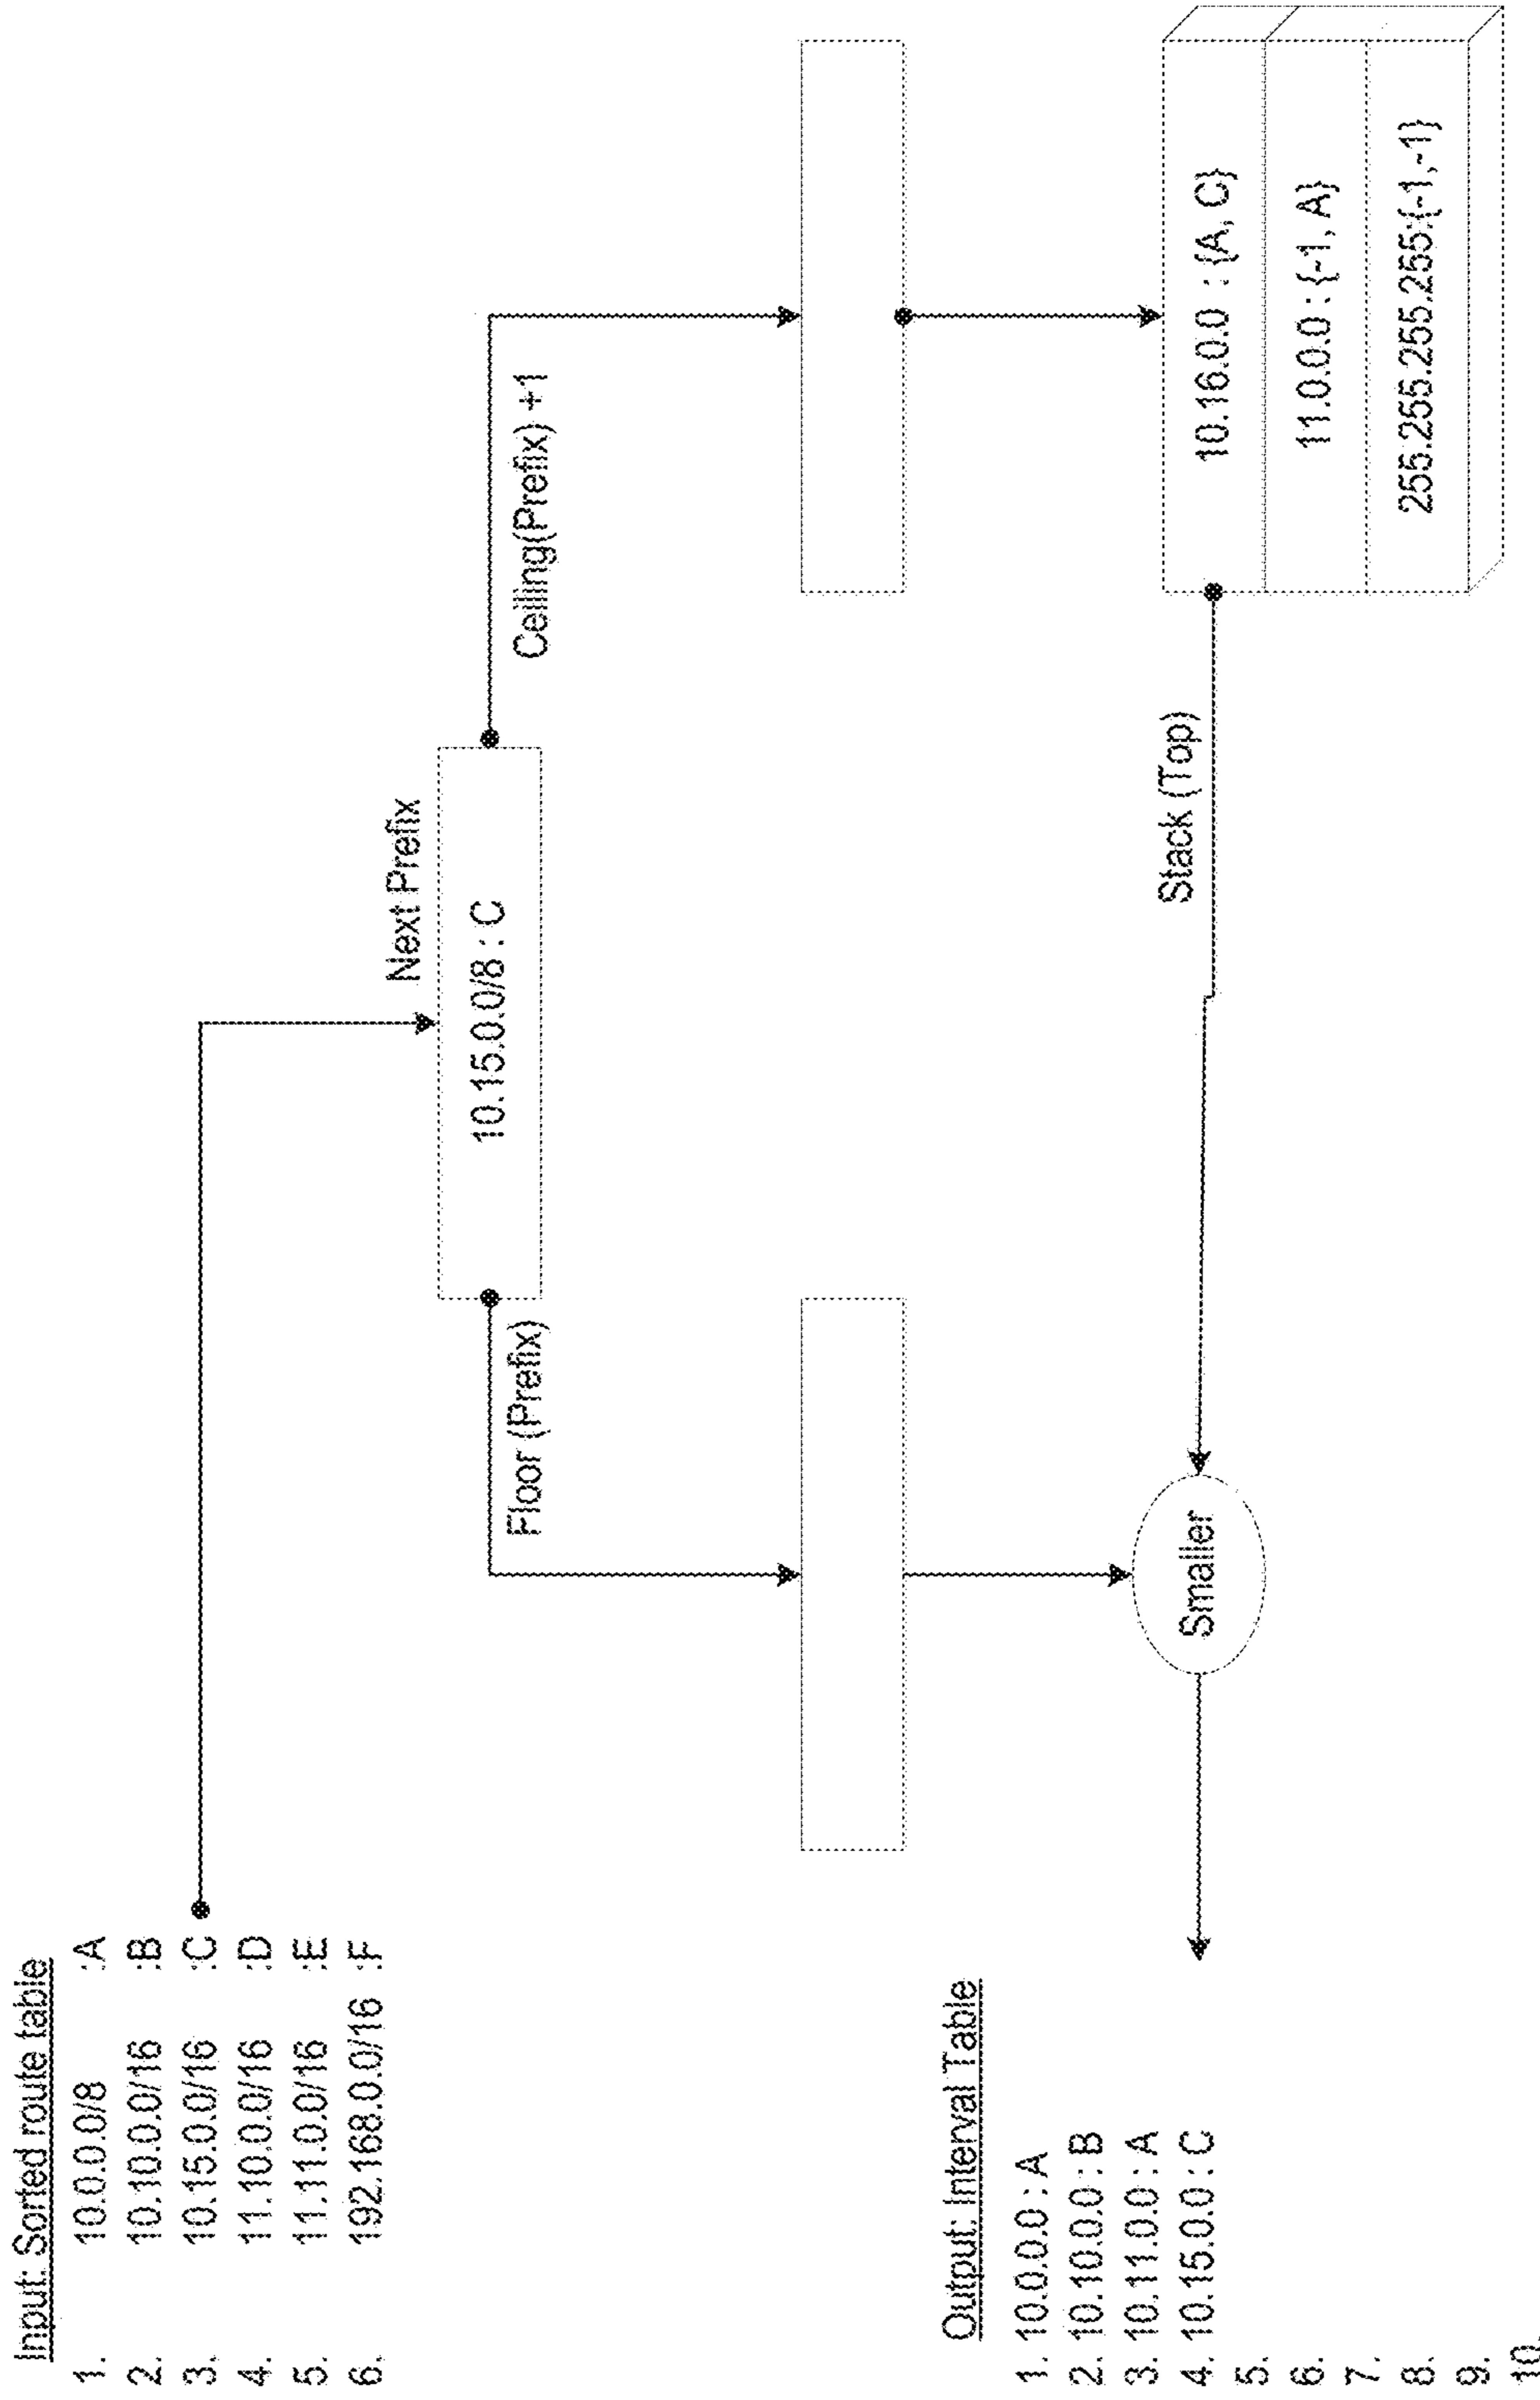 Input: Sorted route table
1. 10.0.0.0/8 :A
2. 10.10.0.0/16 :B
3. 10.15.0.0/16 :C
4. 11.10.0.0/16 :D
5. 11.11.0.0/16 :E
6. 192.168.0.0/16 :F
Next Prefix
10.15.0.0/8 : C
Floor (Prefix)
Ceiling(Prefix) +1
Smaller
Stack (Top)
10.16.0.0 : {A, C}
11.0.0.0 : {-1, A}
255.255.255.255:{-1,-1}
Output: Interval Table
1. 10.0.0.0 : A
2. 10.10.0.0 : B
3. 10.11.0.0 : A
4. 10.15.0.0 : C
5.
6.
7.
8.
9.
10.